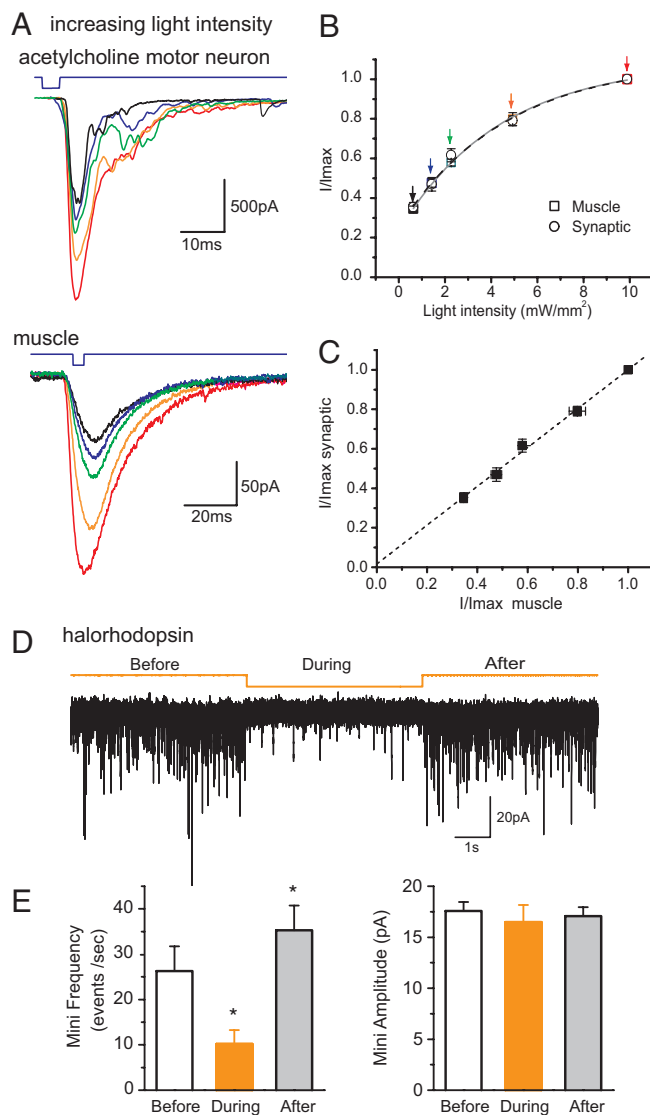 A
increasing light intensity
acetylcholine motor neuron
500pA
10ms
muscle
50pA
20ms
B
I/Imax
1.0
0.8
0.6
0.4
0.2
0.0
Muscle
Synaptic
0 2 4 6 8 10
Light intensity (mW/mm²)
C
I/Imax synaptic
1.0
0.8
0.6
0.4
0.2
0.0
0.0 0.2 0.4 0.6 0.8 1.0
I/Imax muscle
D
halorhodopsin
Before During After
20pA
1s
E
Mini Frequency
(events /sec)
40
30
20
10
0
*
*
Before During After
Mini Amplitude (pA)
20
15
10
5
0
Before During After